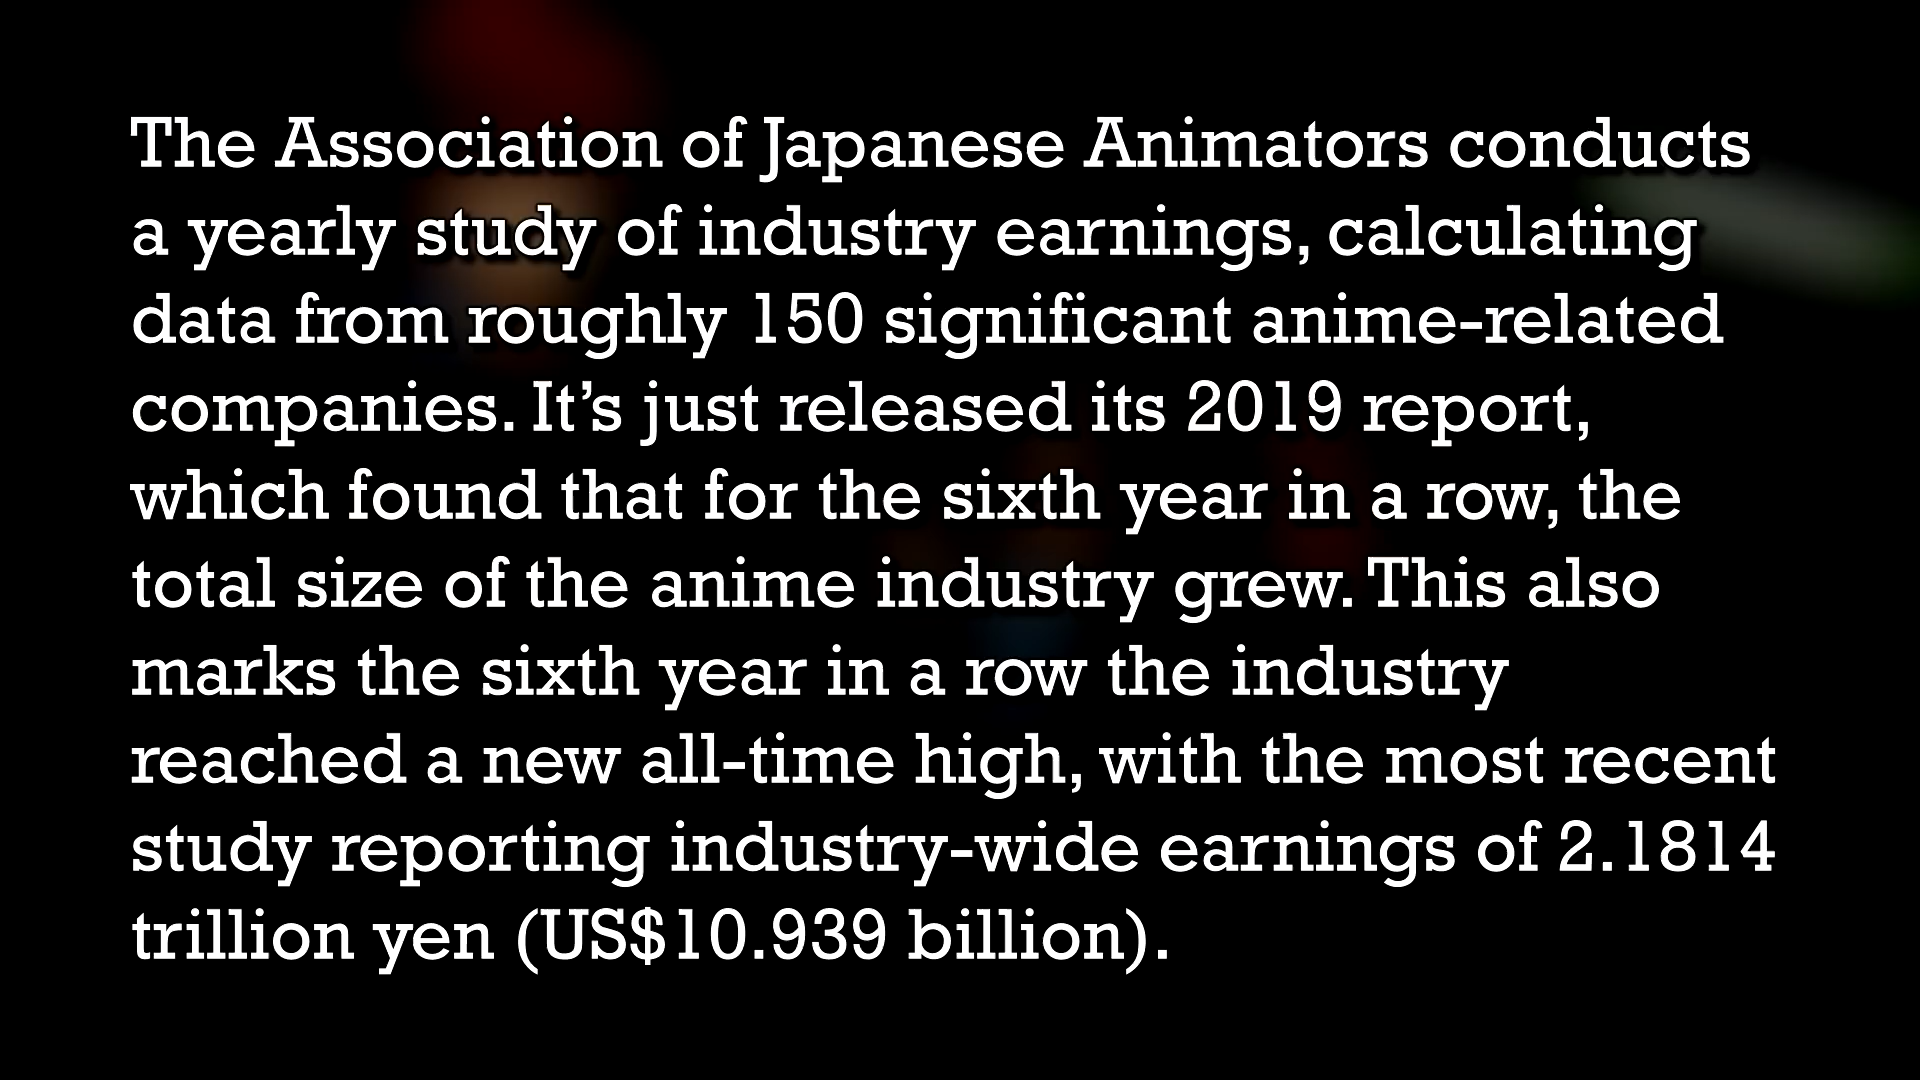 The Association of Japanese Animators conducts
a yearly study of industry earnings, calculating
data from roughly 150 significant anime-related
companies. It’s just released its 2019 report,
which found that for the sixth year in a row, the
total size of the anime industry grew. This also
marks the sixth year in a row the industry
reached a new all-time high, with the most recent
study reporting industry-wide earnings of 2.1814
trillion yen (US$10.939 billion).